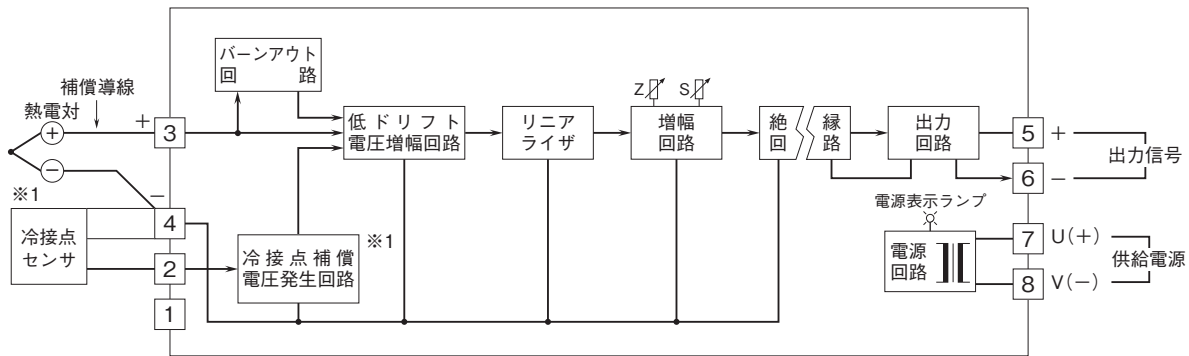 バーンアウト
回 路
補償導線
熱電対
+
−
+
3
−
4
※1
冷接点
センサ
2
1
冷接点補償
電圧発生回路
※1
低ドリフト
電圧増幅回路
リニア
ライザ
Z
S
増幅
回路
絶
回
縁
路
出力
回路
5
+
6
−
出力信号
電源表示ランプ
電源
回路
7
U(+)
8
V(−)
供給電源